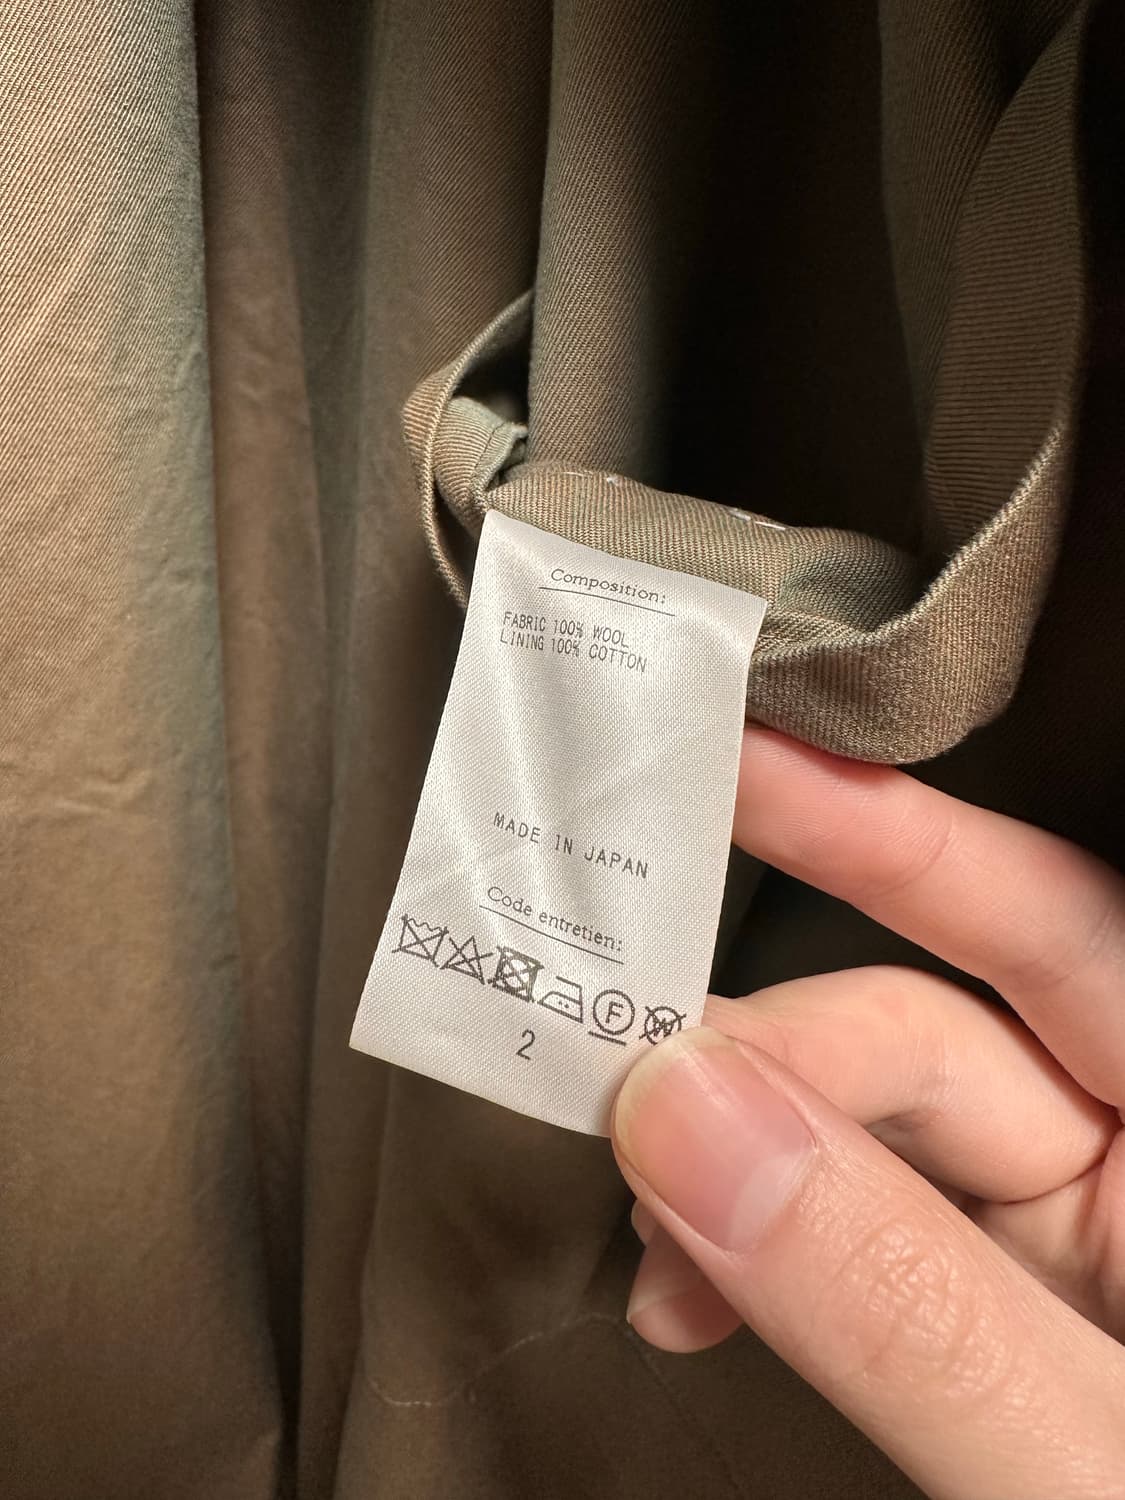 Composition:
FABRIC 100% WOOL
LINING 100% COTTON
MADE IN JAPAN
Code entretien:
F W
2